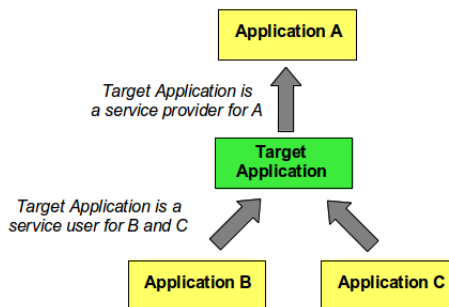 Application A
Target Application is
a service provider for A
Target
Application
Target Application is a
service user for B and C
Application B
Application C